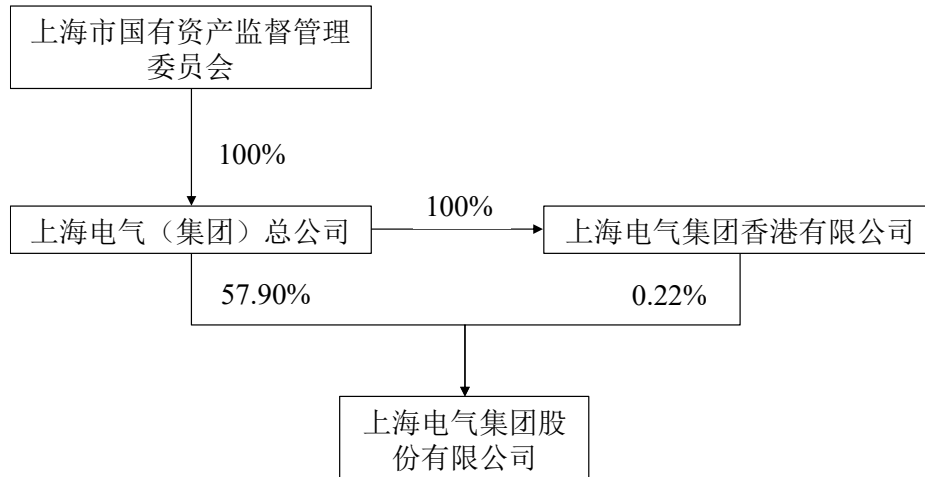 上海市国有资产监督管理
委员会
100%
100%
上海电气（集团）总公司
上海电气集团香港有限公司
57.90%
0.22%
上海电气集团股
份有限公司